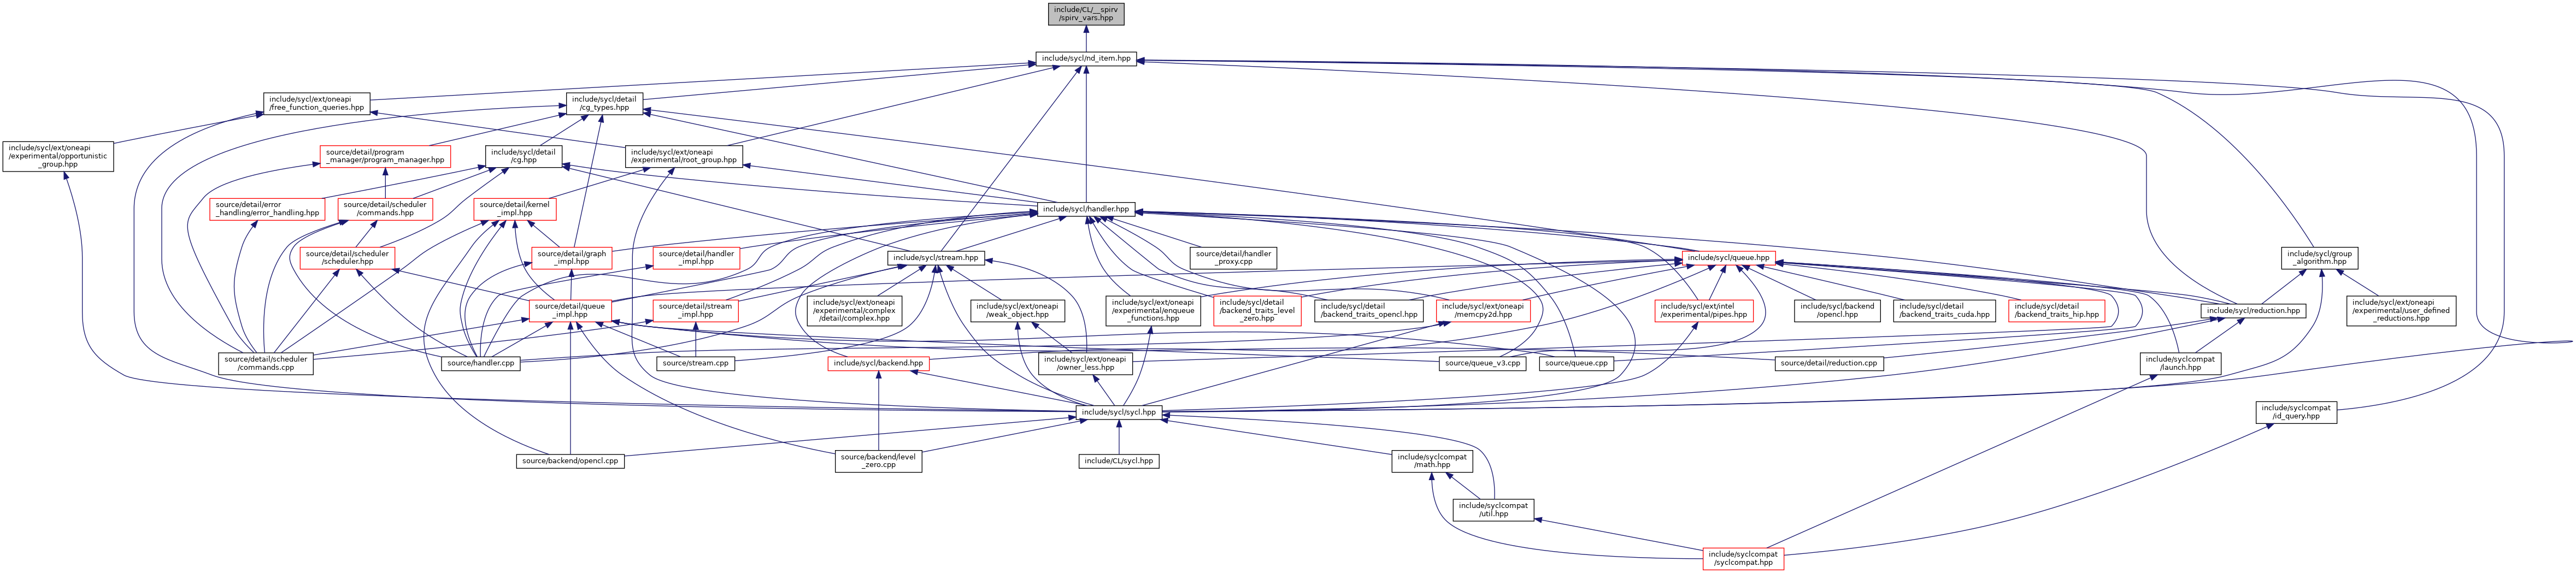 include/CL/__spirv
/spirv_vars.hpp
include/sycl/nd_item.hpp
include/sycl/ext/oneapi
/free_function_queries.hpp
include/sycl/detail
/cg_types.hpp
include/sycl/ext/oneapi
/experimental/opportunistic
_group.hpp
source/detail/program
_manager/program_manager.hpp
include/sycl/detail
/cg.hpp
include/sycl/ext/oneapi
/experimental/root_group.hpp
source/detail/error
_handling/error_handling.hpp
source/detail/scheduler
/commands.hpp
source/detail/kernel
_impl.hpp
include/sycl/handler.hpp
source/detail/scheduler
/scheduler.hpp
source/detail/graph
_impl.hpp
source/detail/handler
_impl.hpp
include/sycl/stream.hpp
source/detail/handler
_proxy.cpp
include/sycl/queue.hpp
include/sycl/group
_algorithm.hpp
source/detail/queue
_impl.hpp
source/detail/stream
_impl.hpp
include/sycl/ext/oneapi
/experimental/complex
/detail/complex.hpp
include/sycl/ext/oneapi
/weak_object.hpp
include/sycl/ext/oneapi
/experimental/enqueue
_functions.hpp
include/sycl/detail
/backend_traits_level
_zero.hpp
include/sycl/detail
/backend_traits_opencl.hpp
include/sycl/ext/oneapi
/memcpy2d.hpp
include/sycl/ext/intel
/experimental/pipes.hpp
include/sycl/backend
/opencl.hpp
include/sycl/detail
/backend_traits_cuda.hpp
include/sycl/detail
/backend_traits_hip.hpp
include/sycl/reduction.hpp
include/sycl/ext/oneapi
/experimental/user_defined
_reductions.hpp
source/detail/scheduler
/commands.cpp
source/handler.cpp
source/stream.cpp
include/sycl/backend.hpp
include/sycl/ext/oneapi
/owner_less.hpp
source/queue_v3.cpp
source/queue.cpp
source/detail/reduction.cpp
include/syclcompat
/launch.hpp
include/sycl/sycl.hpp
include/syclcompat
/id_query.hpp
source/backend/opencl.cpp
source/backend/level
_zero.cpp
include/CL/sycl.hpp
include/syclcompat
/math.hpp
include/syclcompat
/util.hpp
include/syclcompat
/syclcompat.hpp